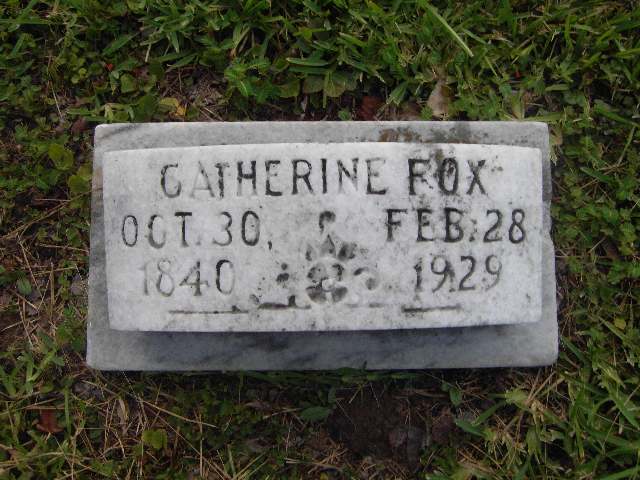 CATHERINE FOX
OCT. 30, FEB. 28
1840 1929